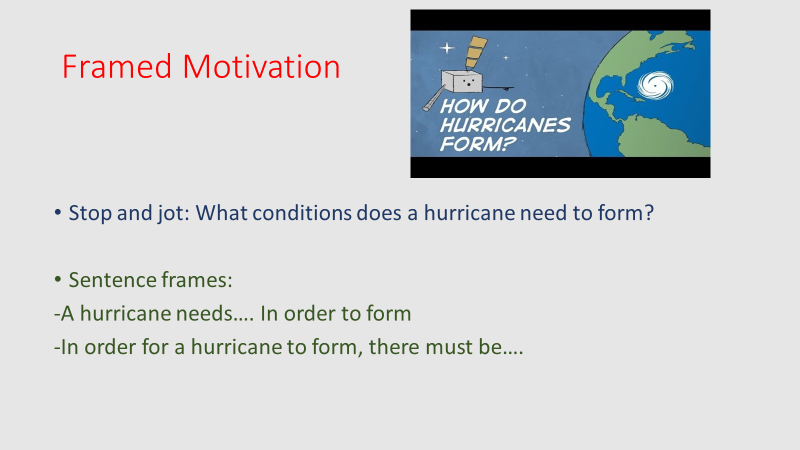 Framed Motivation
HOW DO
HURRICANES
FORM?
• Stop and jot: What conditions does a hurricane need to form?
• Sentence frames:
-A hurricane needs…. In order to form
-In order for a hurricane to form, there must be….